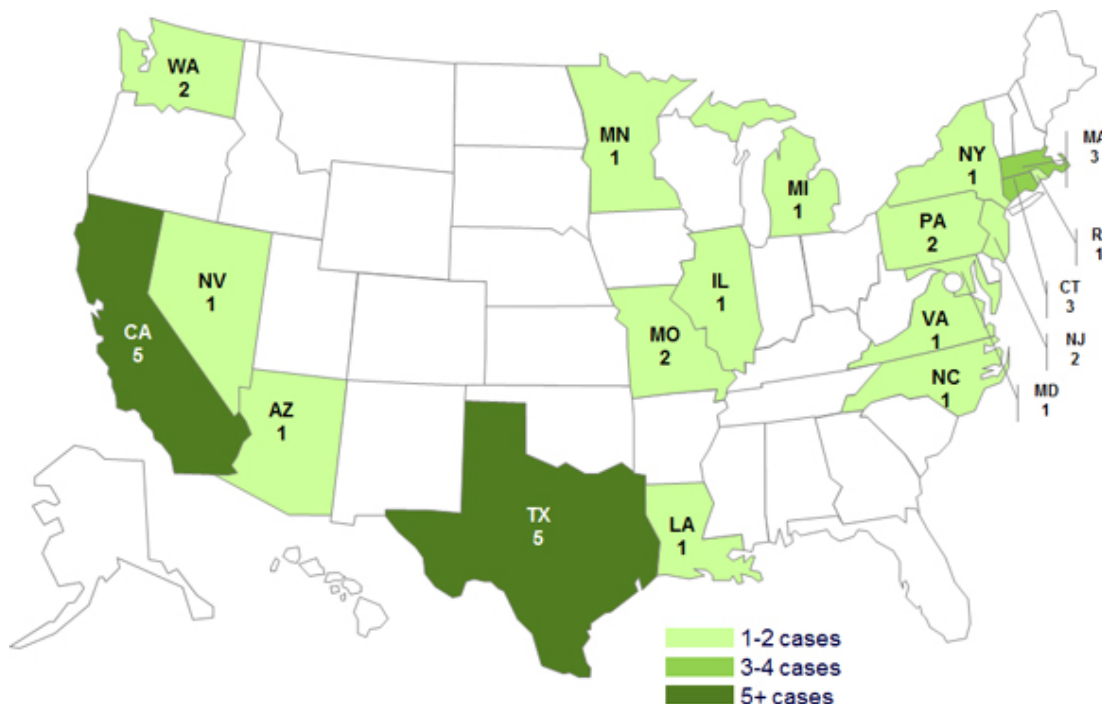 WA
2
MN
1
MI
1
NY
1
MA
3
PA
2
R
1
NV
1
IL
1
CT
3
CA
5
MO
2
VA
1
NJ
2
NC
1
MD
1
AZ
1
TX
5
LA
1
1-2 cases
3-4 cases
5+ cases